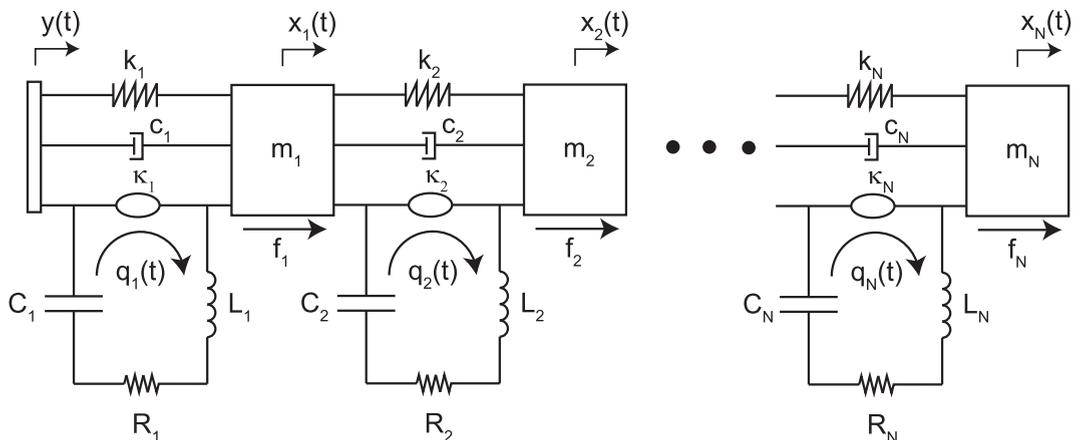 y(t) x₁(t) x₂(t) x_N(t)
k₁ k₂ k_N
c₁ c₂ c_N
m₁ m₂ m_N
κ₁ κ₂ κ_N
f₁ f₂ f_N
q₁(t) q₂(t) q_N(t)
C₁ L₁ C₂ L₂ C_N L_N
R₁ R₂ R_N